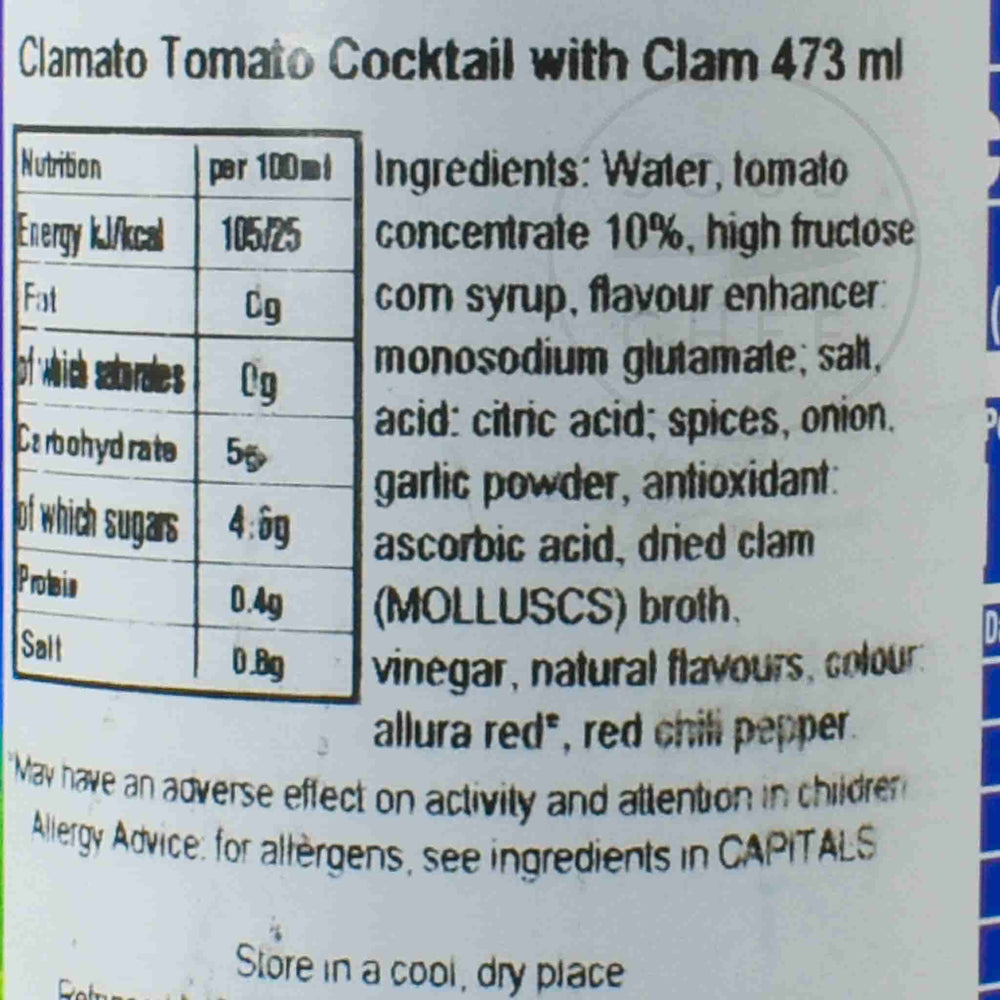 Clamato Tomato Cocktail with Clam 473 ml
Nutrition per 100ml
Energy kJ/kcal 105/25
Fat 0g
of which saturates 0g
Carbohydrate 5g
of which sugars
Protein 0.4g
Salt 0.8g
Ingredients: Water, tomato
concentrate 10%, high fructose
corn syrup, flavour enhancer:
monosodium glutamate; salt,
acid: citric acid; spices, onion,
garlic powder, antioxidant:
ascorbic acid, dried clam
(MOLLUSCS) broth,
vinegar, natural flavours, colour:
allura red*, red chili pepper.
*May have an adverse effect on activity and attention in children
Allergy Advice: for allergens, see ingredients in CAPITALS
Store in a cool, dry place